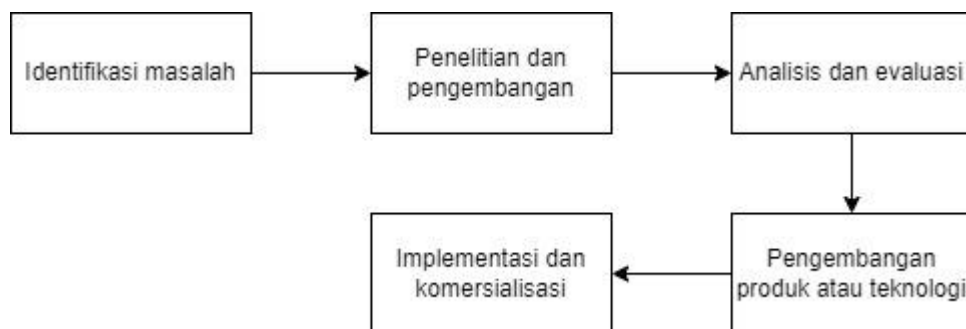 Identifikasi masalah
Penelitian dan
pengembangan
Analisis dan evaluasi
Implementasi dan
komersialisasi
Pengembangan
produk atau teknologi